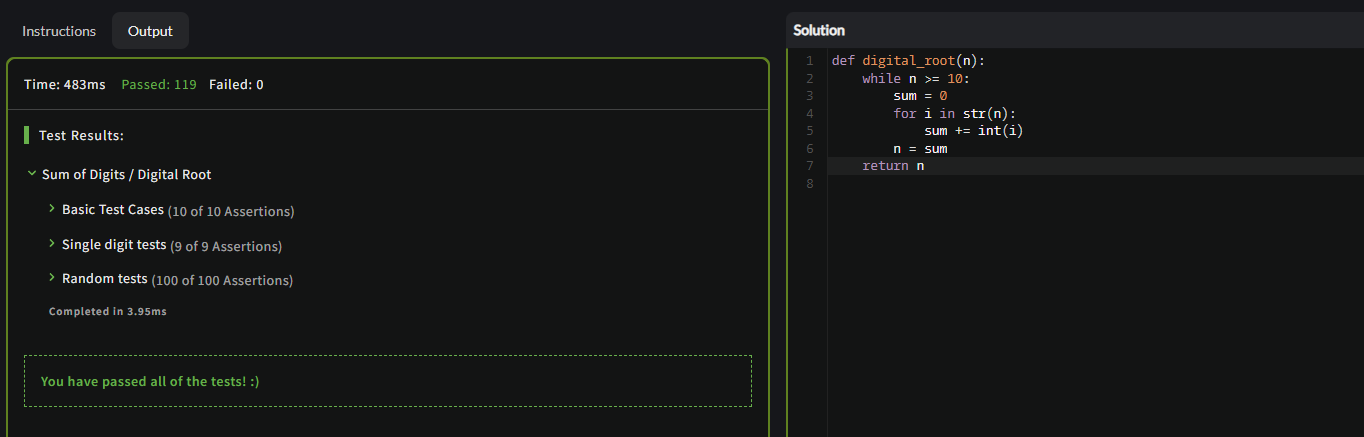 Instructions
Output
Time: 483ms Passed: 119 Failed: 0
Test Results:
Sum of Digits / Digital Root
Basic Test Cases (10 of 10 Assertions)
Single digit tests (9 of 9 Assertions)
Random tests (100 of 100 Assertions)
Completed in 3.95ms
You have passed all of the tests! :)
Solution
1 def digital_root(n):
2     while n >= 10:
3         sum = 0
4         for i in str(n):
5             sum += int(i)
6         n = sum
7     return n
8